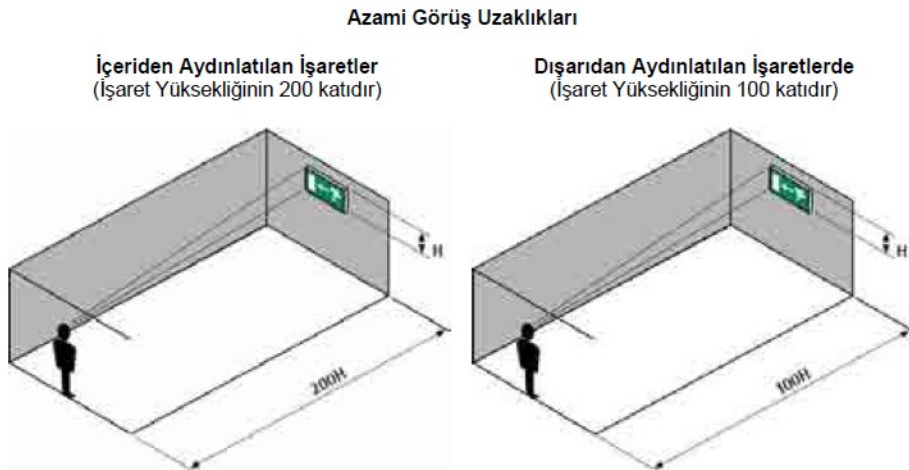 Azami Görüş Uzaklıkları
İçeriden Aydınlatılan İşaretler
(İşaret Yüksekliğinin 200 katıdır)
H
200H
Dışarıdan Aydınlatılan İşaretlerde
(İşaret Yüksekliğinin 100 katıdır)
H
100H